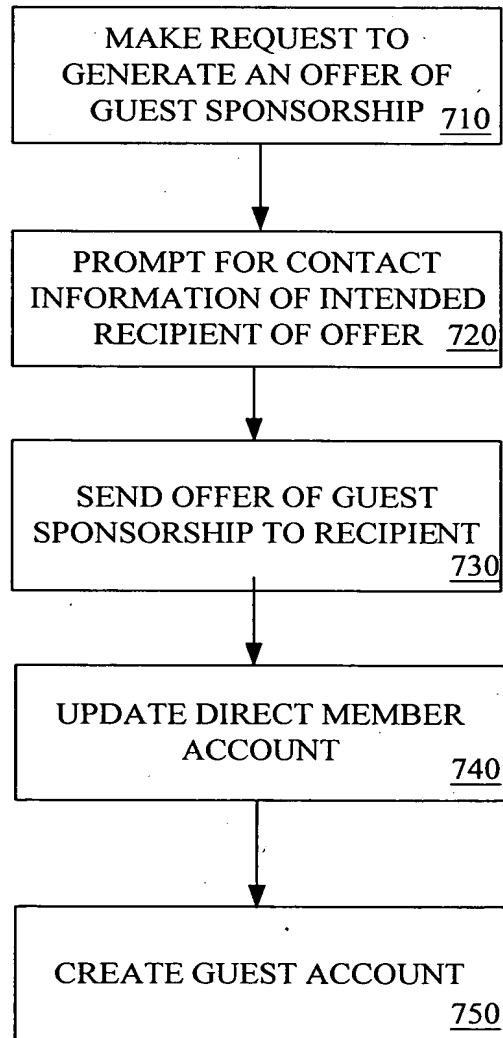 MAKE REQUEST TO
GENERATE AN OFFER OF
GUEST SPONSORSHIP 710
PROMPT FOR CONTACT
INFORMATION OF INTENDED
RECIPIENT OF OFFER 720
SEND OFFER OF GUEST
SPONSORSHIP TO RECIPIENT
730
UPDATE DIRECT MEMBER
ACCOUNT
740
CREATE GUEST ACCOUNT
750